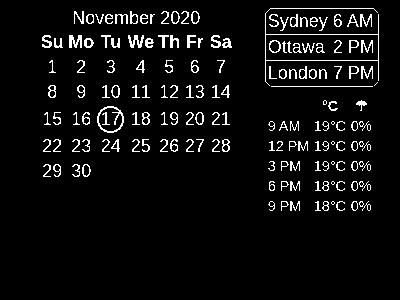 November 2020
Su Mo Tu We Th Fr Sa
1 2 3 4 5 6 7
8 9 10 11 12 13 14
15 16 17 18 19 20 21
22 23 24 25 26 27 28
29 30
Sydney 6 AM
Ottawa 2 PM
London 7 PM
°C ☂
9 AM 19°C 0%
12 PM 19°C 0%
3 PM 19°C 0%
6 PM 18°C 0%
9 PM 18°C 0%